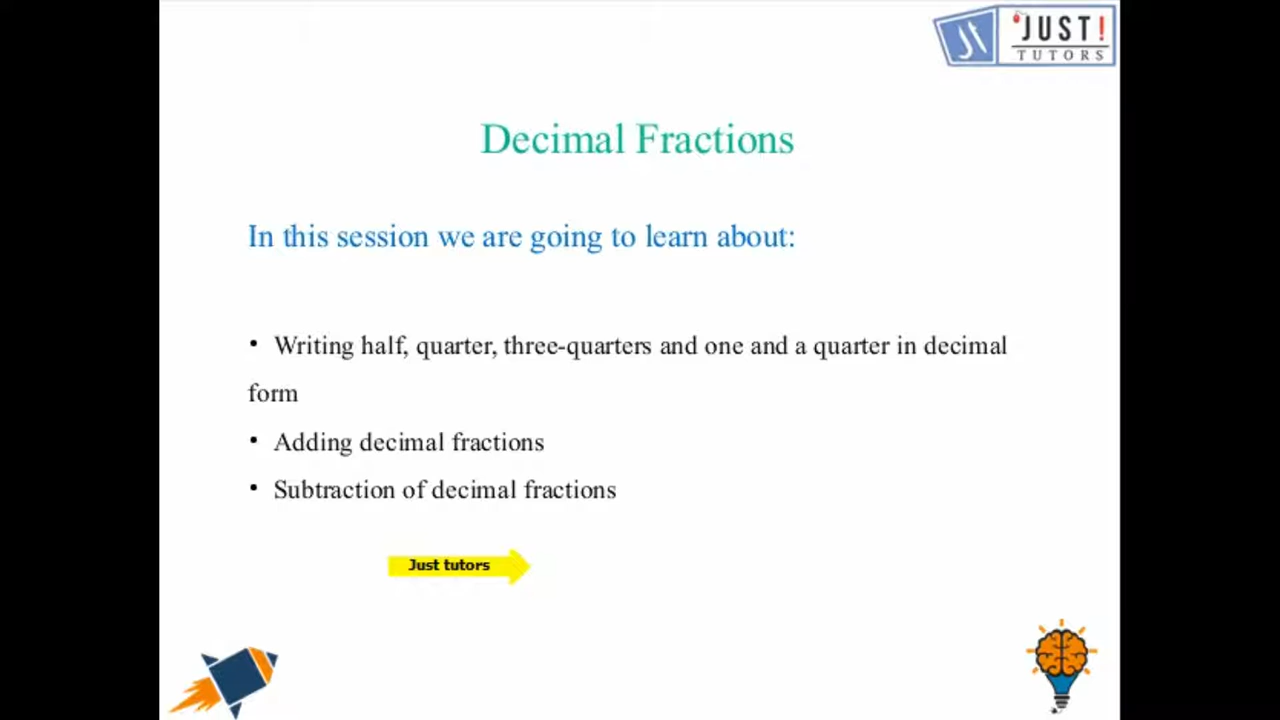 JUST!
TUTORS
Decimal Fractions
In this session we are going to learn about:
• Writing half, quarter, three-quarters and one and a quarter in decimal
form
• Adding decimal fractions
• Subtraction of decimal fractions
Just tutors